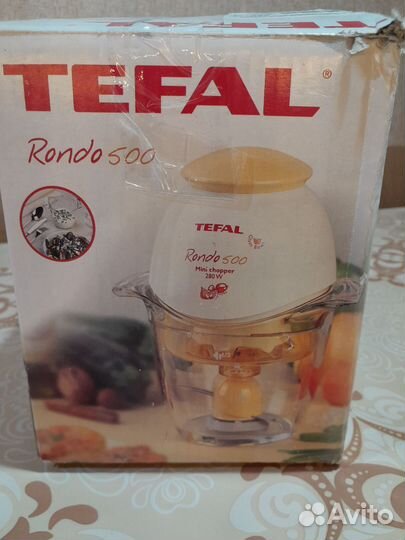 TEFAL®
Rondo 500
TEFAL
Rondo 500
Mini chopper
280 W
Avito